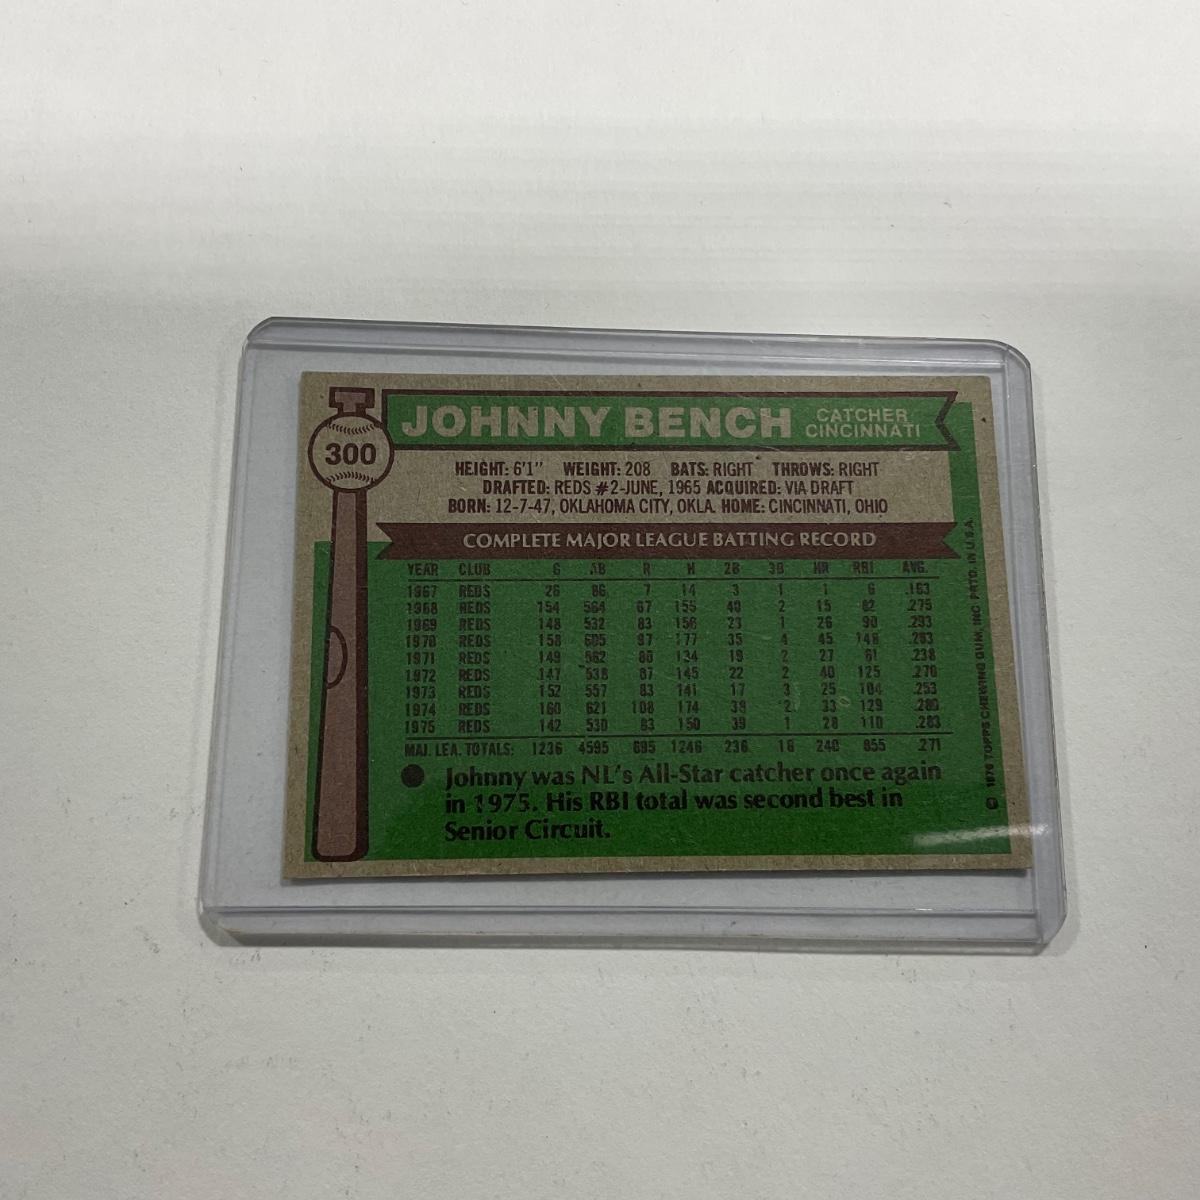 300
JOHNNY BENCH CATCHER CINCINNATI
HEIGHT: 6'1" WEIGHT: 208 BATS: RIGHT THROWS: RIGHT
DRAFTED: REDS #2-JUNE, 1965 ACQUIRED: VIA DRAFT
BORN: 12-7-47, OKLAHOMA CITY, OKLA. HOME: CINCINNATI, OHIO
COMPLETE MAJOR LEAGUE BATTING RECORD
YEAR CLUB G AB R H 2B 3B HR RBI AVG.
1967 REDS 26 86 7 14 3 1 1 6 .163
1968 REDS 154 564 67 155 40 2 15 82 .275
1969 REDS 148 532 83 156 23 1 26 90 .293
1970 REDS 158 605 97 177 35 4 45 148 .293
1971 REDS 149 562 80 134 19 2 27 61 .238
1972 REDS 147 538 87 145 22 2 40 125 .270
1973 REDS 152 557 83 141 17 3 25 104 .253
1974 REDS 160 621 108 174 38 2 33 129 .280
1975 REDS 142 530 83 150 39 1 28 110 .283
MAJ. LEA. TOTALS: 1236 4595 695 1246 236 18 240 855 .271
Johnny was NL's All-Star catcher once again
in 1975. His RBI total was second best in
Senior Circuit.
© 1976 TOPPS CHEWING GUM, INC. PRTD. IN U.S.A.